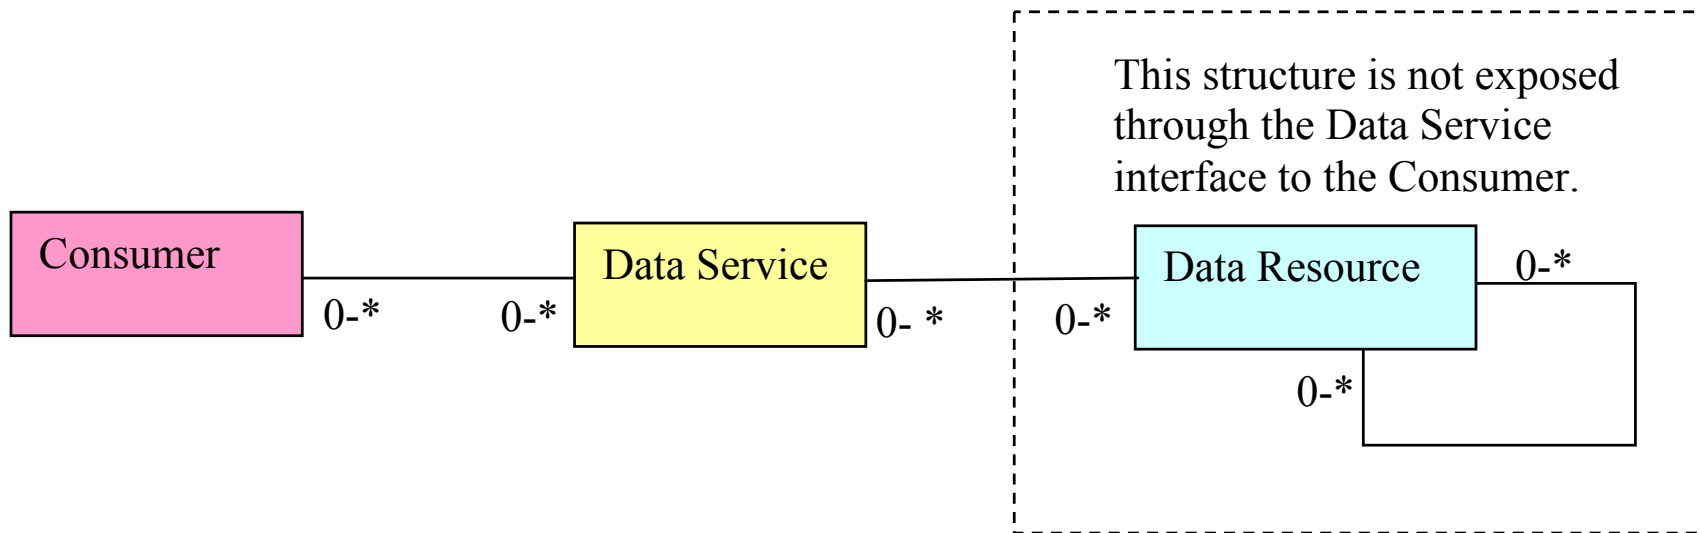 This structure is not exposed
through the Data Service
interface to the Consumer.
Consumer
Data Service
Data Resource
0-*
0-*
0-*
0- *
0-*
0-*